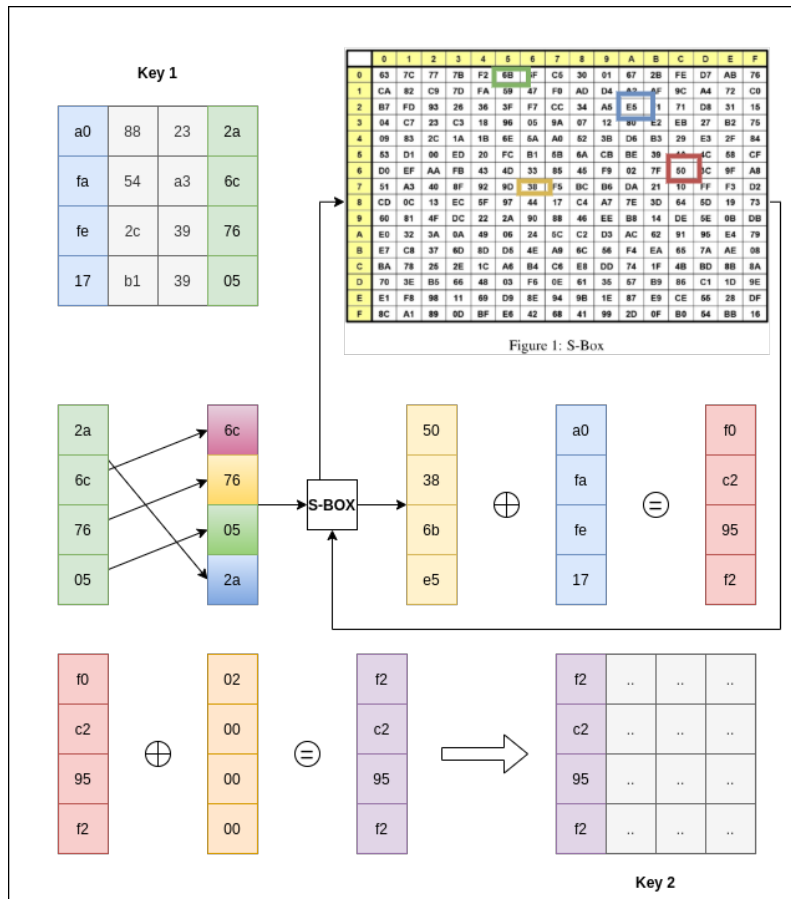 Key 1
a0 88 23 2a
fa 54 a3 6c
fe 2c 39 76
17 b1 39 05
0 1 2 3 4 5 6 7 8 9 A B C D E F
0 63 7C 77 7B F2 6B C5 30 01 67 2B FE D7 AB 76
1 CA 82 C9 7D FA 59 47 F0 AD D4 AF 9C A4 72 C0
2 B7 FD 93 26 36 3F F7 CC 34 A5 E5 71 D8 31 15
3 04 C7 23 C3 18 96 05 9A 07 12 80 E2 EB 27 B2 75
4 09 83 2C 1A 1B 6E 5A A0 52 3B D6 B3 29 E3 2F 84
5 53 D1 00 ED 20 FC B1 5B 6A CB BE 39 4C 58 CF
6 D0 EF AA FB 43 4D 33 85 45 F9 02 7F 50 3C 9F A8
7 51 A3 40 8F 92 9D 38 F5 BC B6 DA 21 10 FF F3 D2
8 CD 0C 13 EC 5F 97 44 17 C4 A7 7E 3D 64 5D 19 73
9 60 81 4F DC 22 2A 90 88 46 EE B8 14 DE 5E 0B DB
A E0 32 3A 0A 49 06 24 5C C2 D3 AC 62 91 95 E4 79
B E7 C8 37 6D 8D D5 4E A9 6C 56 F4 EA 65 7A AE 08
C BA 78 25 2E 1C A6 B4 C6 E8 DD 74 1F 4B BD 8B 8A
D 70 3E B5 66 48 03 F6 0E 61 35 57 B9 86 C1 1D 9E
E E1 F8 98 11 69 D9 8E 94 9B 1E 87 E9 CE 55 28 DF
F 8C A1 89 0D BF E6 42 68 41 99 2D 0F B0 54 BB 16
Figure 1: S-Box
2a 6c 50 a0 f0
6c 76 38 fa c2
S-BOX
76 05 6b fe 95
05 2a e5 17 f2
f0 02 f2 f2 .. .. ..
c2 00 c2 c2 .. .. ..
95 00 95 95 .. .. ..
f2 00 f2 f2 .. .. ..
Key 2